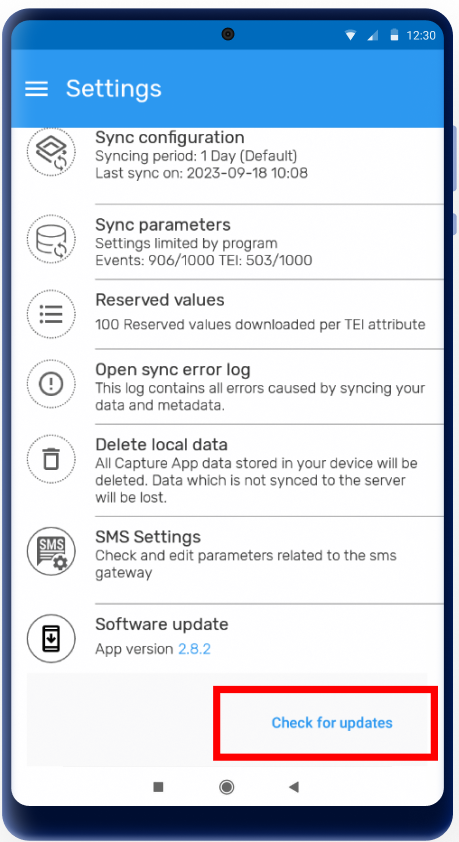 12:30
Settings
Sync configuration
Syncing period: 1 Day (Default)
Last sync on: 2023-09-18 10:08
Sync parameters
Settings limited by program
Events: 906/1000 TEI: 503/1000
Reserved values
100 Reserved values downloaded per TEI attribute
Open sync error log
This log contains all errors caused by syncing your
data and metadata.
Delete local data
All Capture App data stored in your device will be
deleted. Data which is not synced to the server
will be lost.
SMS
SMS Settings
Check and edit parameters related to the sms
gateway
Software update
App version 2.8.2
Check for updates